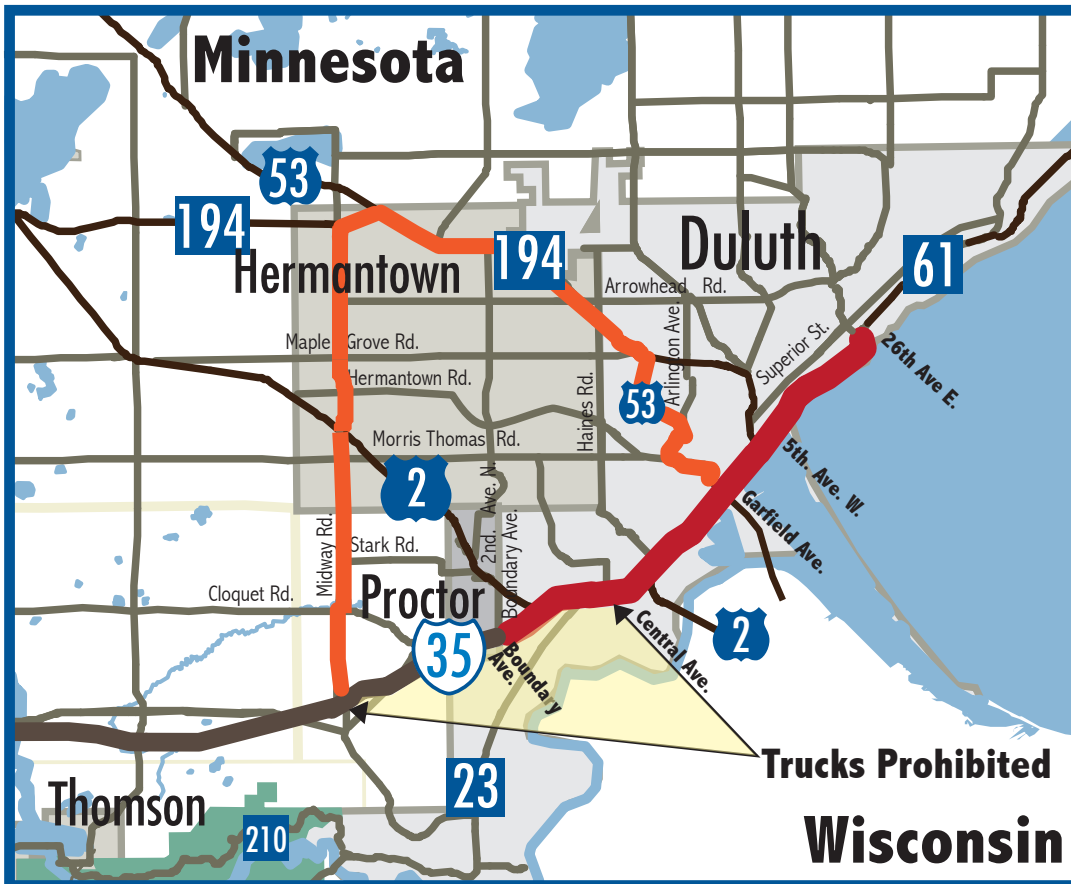 Minnesota
53
194
Hermantown
194
Duluth
61
Arrowhead Rd.
Arlington Ave.
Maple Grove Rd.
Superior St.
26th Ave E.
Hermantown Rd.
53
Haines Rd.
Morris Thomas Rd.
5th. Ave. W.
2
2nd. Ave. N.
Garfield Ave.
Boundary Ave.
Midway Rd.
Stark Rd.
Cloquet Rd.
Proctor
35
Central Ave.
2
Boundary
Ave.
Trucks Prohibited
Thomson
23
210
Wisconsin